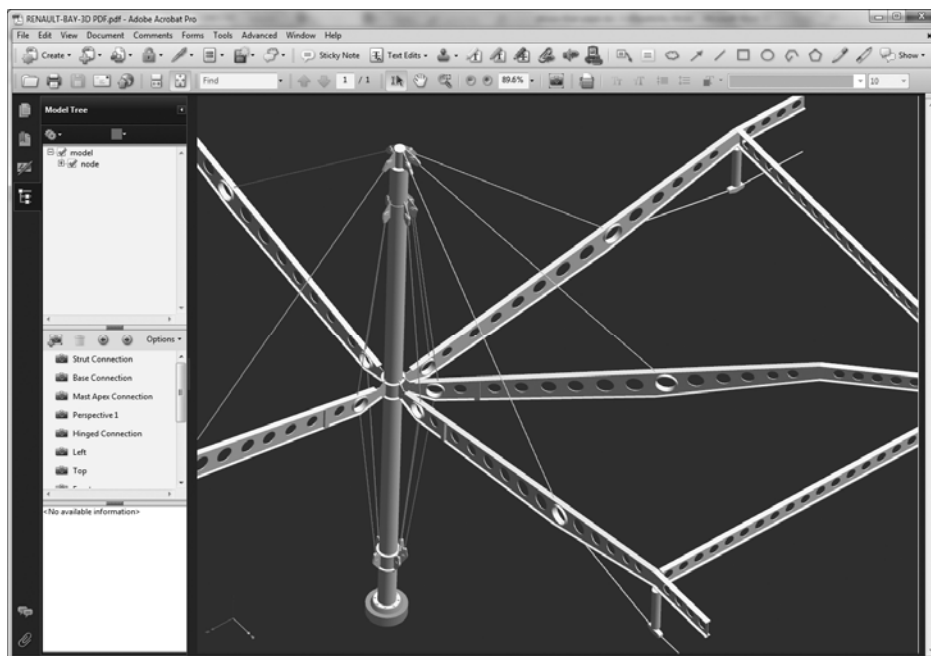 RENAULT-BAY-3D PDF.pdf - Adobe Acrobat Pro
File Edit View Document Comments Forms Tools Advanced Window Help
Create Sticky Note Text Edits Show
Find 1 / 1 89.6% 10
Model Tree
model
node
Options
Strut Connection
Base Connection
Mast Apex Connection
Perspective 1
Hinged Connection
Left
Top
<No available information>